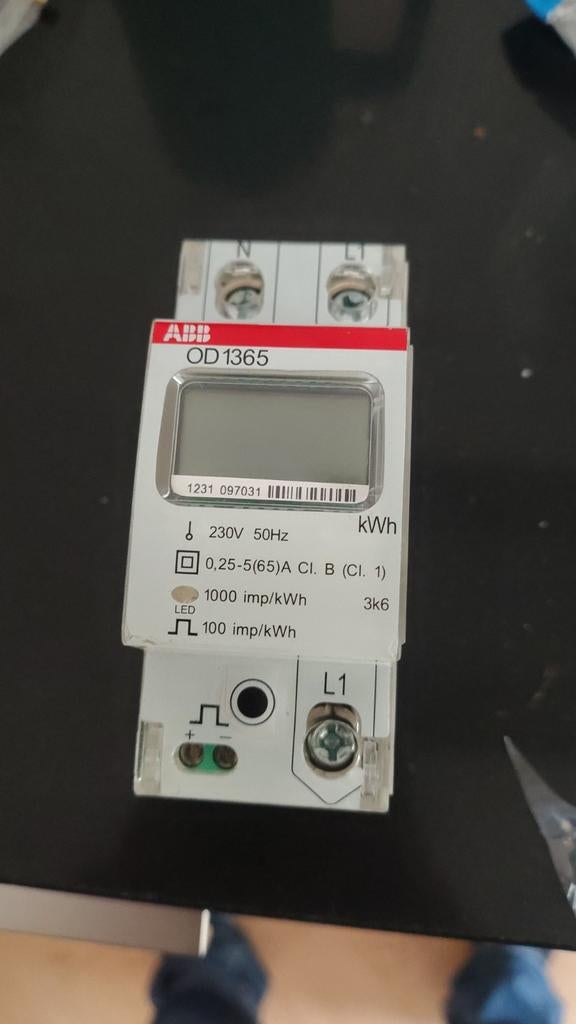 N L1
ABB
OD1365
1231 097031
kWh
230V 50Hz
0,25-5(65)A Cl. B (Cl. 1)
1000 imp/kWh
LED
3k6
100 imp/kWh
L1
+ −